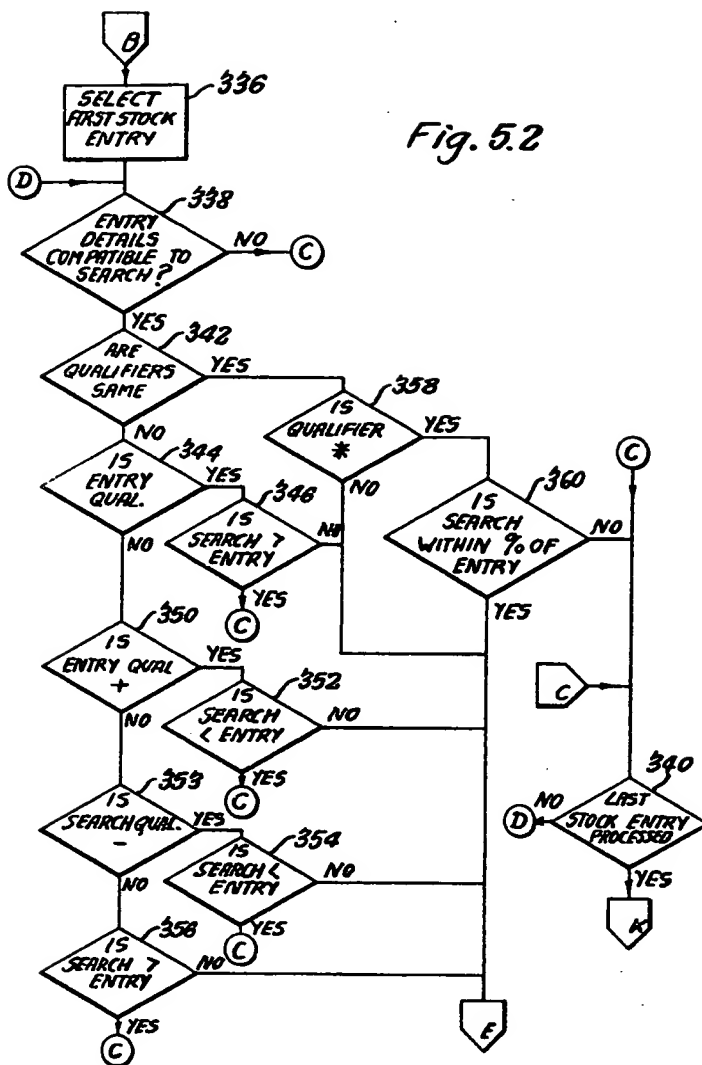 B
SELECT
FIRST STOCK
ENTRY
336
Fig. 5.2
D
338
ENTRY
DETAILS
COMPATIBLE TO
SEARCH?
NO
C
YES
342
ARE
QUALIFIERS
SAME
YES
358
IS
QUALIFIER
*
YES
NO
NO
344
IS
ENTRY
QUAL.
YES
346
IS
SEARCH >
ENTRY
NO
360
IS
SEARCH
WITHIN % OF
ENTRY
NO
C
NO
YES
C
YES
350
IS
ENTRY QUAL
+
YES
352
IS
SEARCH
< ENTRY
NO
C
NO
YES
C
353
IS
SEARCH QUAL.
-
YES
354
IS
SEARCH <
ENTRY
NO
340
LAST
STOCK ENTRY
PROCESSED
NO
D
YES
K
NO
YES
C
356
IS
SEARCH >
ENTRY
NO
YES
C
E